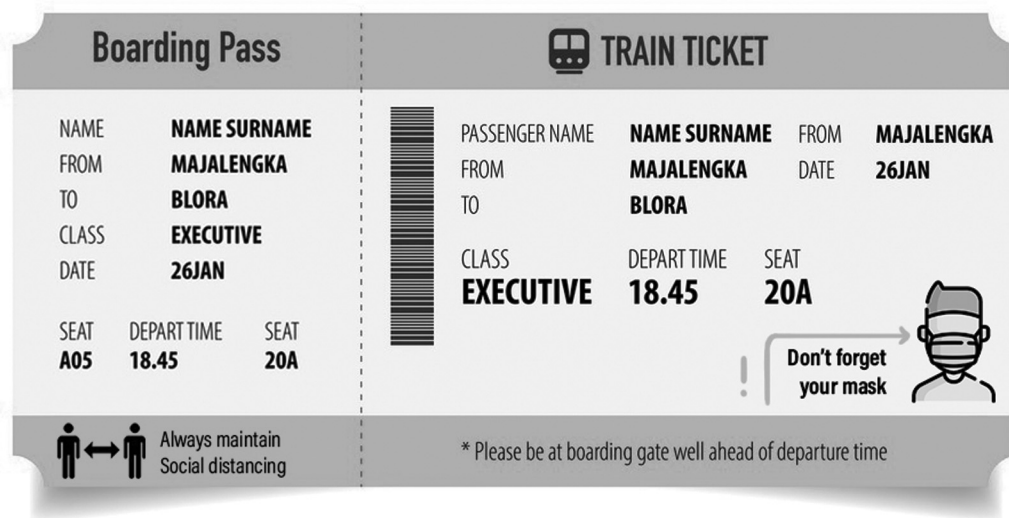 Boarding Pass
NAME NAME SURNAME
FROM MAJALENGKA
TO BLORA
CLASS EXECUTIVE
DATE 26JAN
SEAT DEPART TIME SEAT
A05 18.45 20A
Always maintain
Social distancing
TRAIN TICKET
PASSENGER NAME NAME SURNAME FROM MAJALENGKA
FROM MAJALENGKA DATE 26JAN
TO BLORA
CLASS DEPART TIME SEAT
EXECUTIVE 18.45 20A
Don't forget
your mask
* Please be at boarding gate well ahead of departure time